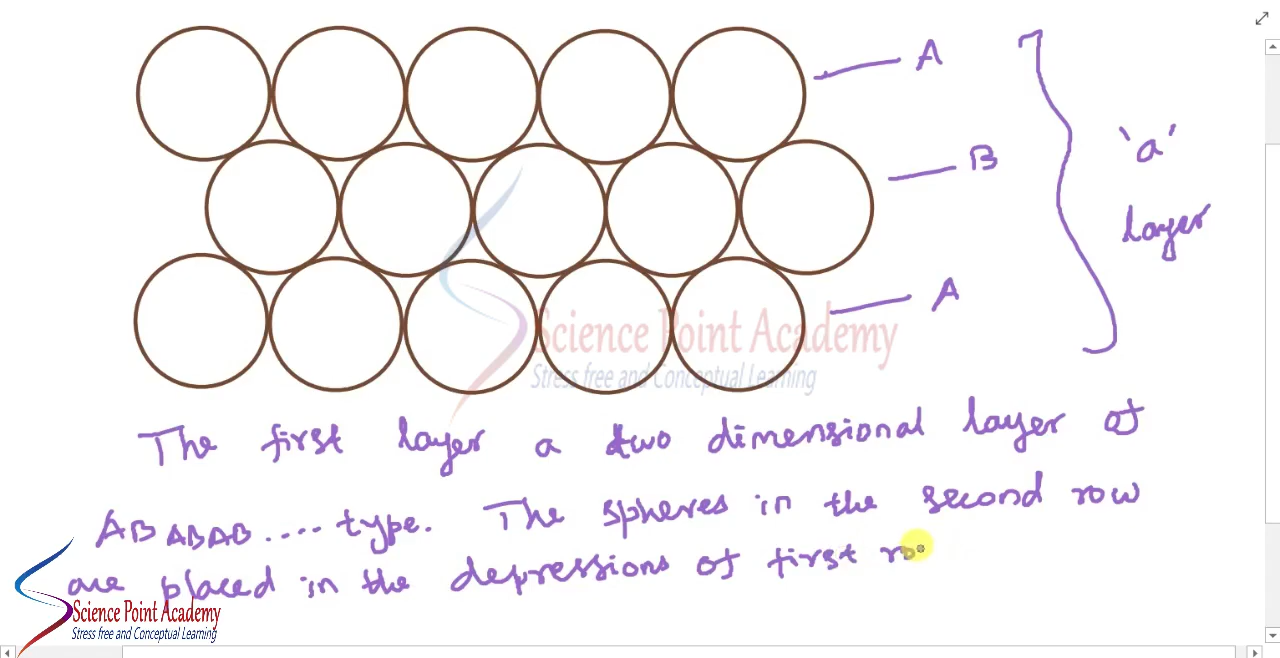 A
B
'a'
layer
A
Science Point Academy
Stress free and Conceptual Learning
The first layer a two dimensional layer of
ABABAB.... type. The spheres in the second row
are placed in the depressions of first ro
Science Point Academy
Stress free and Conceptual Learning